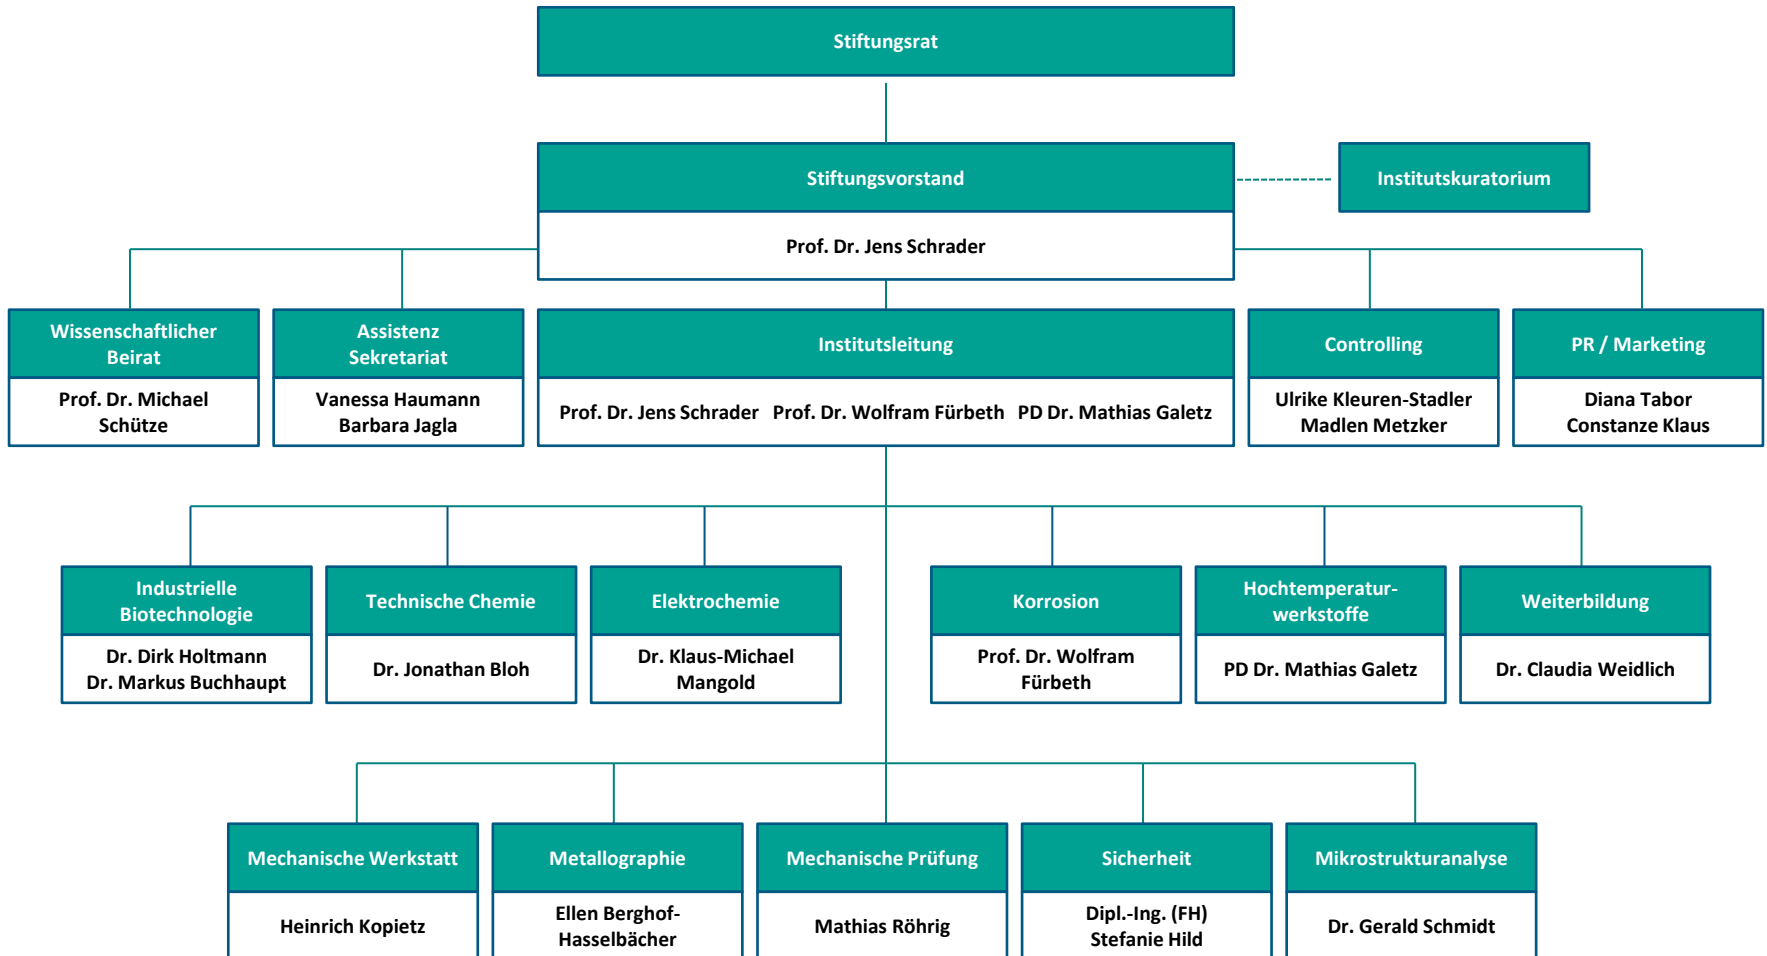 Stiftungsrat
Stiftungsvorstand
Institutskuratorium
Prof. Dr. Jens Schrader
Wissenschaftlicher
Beirat
Prof. Dr. Michael
Schütze
Assistenz
Sekretariat
Vanessa Haumann
Barbara Jagla
Institutsleitung
Prof. Dr. Jens Schrader Prof. Dr. Wolfram Fürbeth PD Dr. Mathias Galetz
Controlling
Ulrike Kleuren-Stadler
Madlen Metzker
PR / Marketing
Diana Tabor
Constanze Klaus
Industrielle
Biotechnologie
Dr. Dirk Holtmann
Dr. Markus Buchhaupt
Technische Chemie
Dr. Jonathan Bloh
Elektrochemie
Dr. Klaus-Michael
Mangold
Korrosion
Prof. Dr. Wolfram
Fürbeth
Hochtemperatur-
werkstoffe
PD Dr. Mathias Galetz
Weiterbildung
Dr. Claudia Weidlich
Mechanische Werkstatt
Heinrich Kopietz
Metallographie
Ellen Berghof-
Hasselbächer
Mechanische Prüfung
Mathias Röhrig
Sicherheit
Dipl.-Ing. (FH)
Stefanie Hild
Mikrostrukturanalyse
Dr. Gerald Schmidt